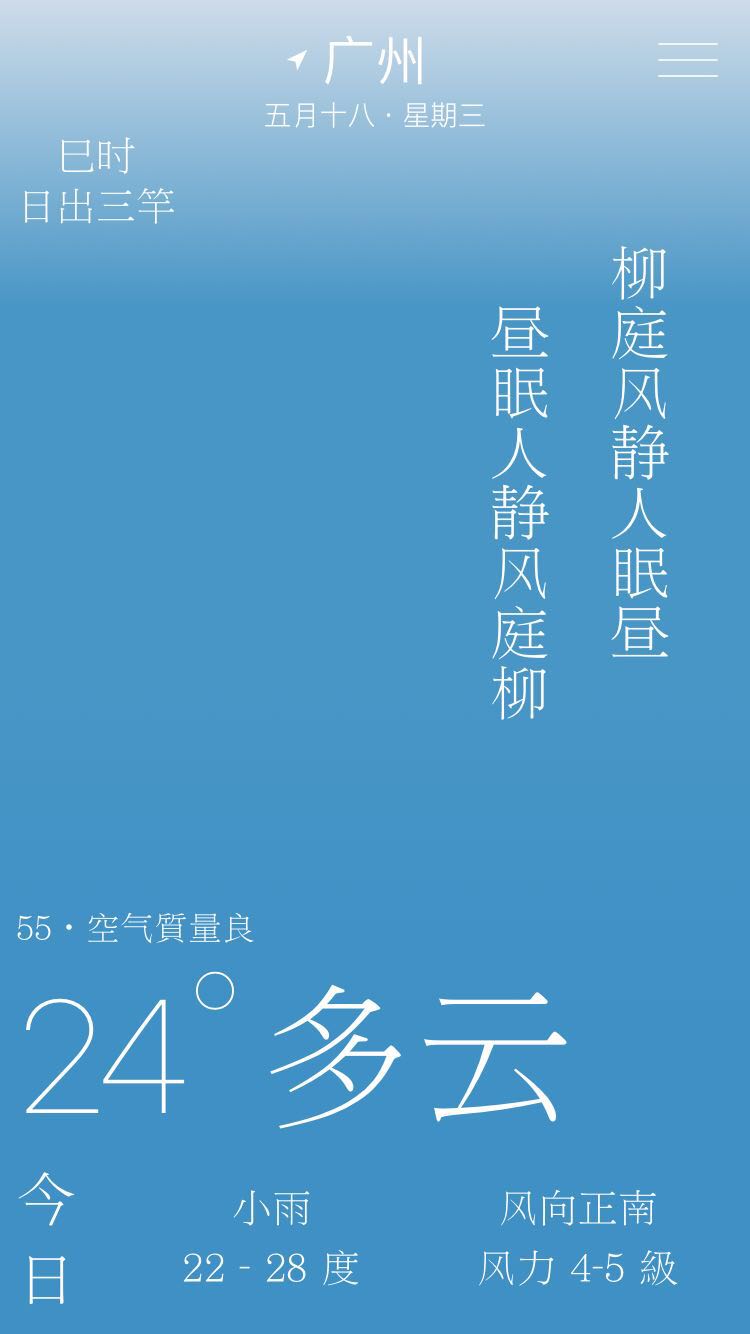 广州
五月十八 · 星期三
巳时
日出三竿
柳庭风静人眠昼
昼眠人静风庭柳
55 · 空气質量良
24° 多云
今日
小雨
22 - 28 度
风向正南
风力 4-5 級